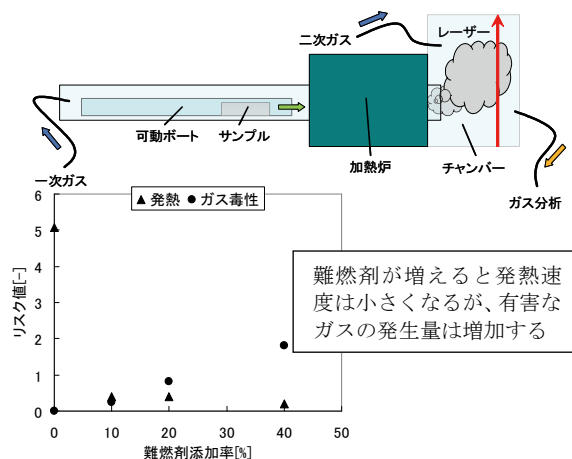 二次ガス
レーザー
可動ボート
サンプル
加熱炉
チャンバー
一次ガス
ガス分析
▲発熱 ●ガス毒性
リスク値[-]
6
5
4
3
2
1
0
0 10 20 30 40 50
難燃剤添加率[%]
難燃剤が増えると発熱速
度は小さくなるが、有害な
ガスの発生量は増加する